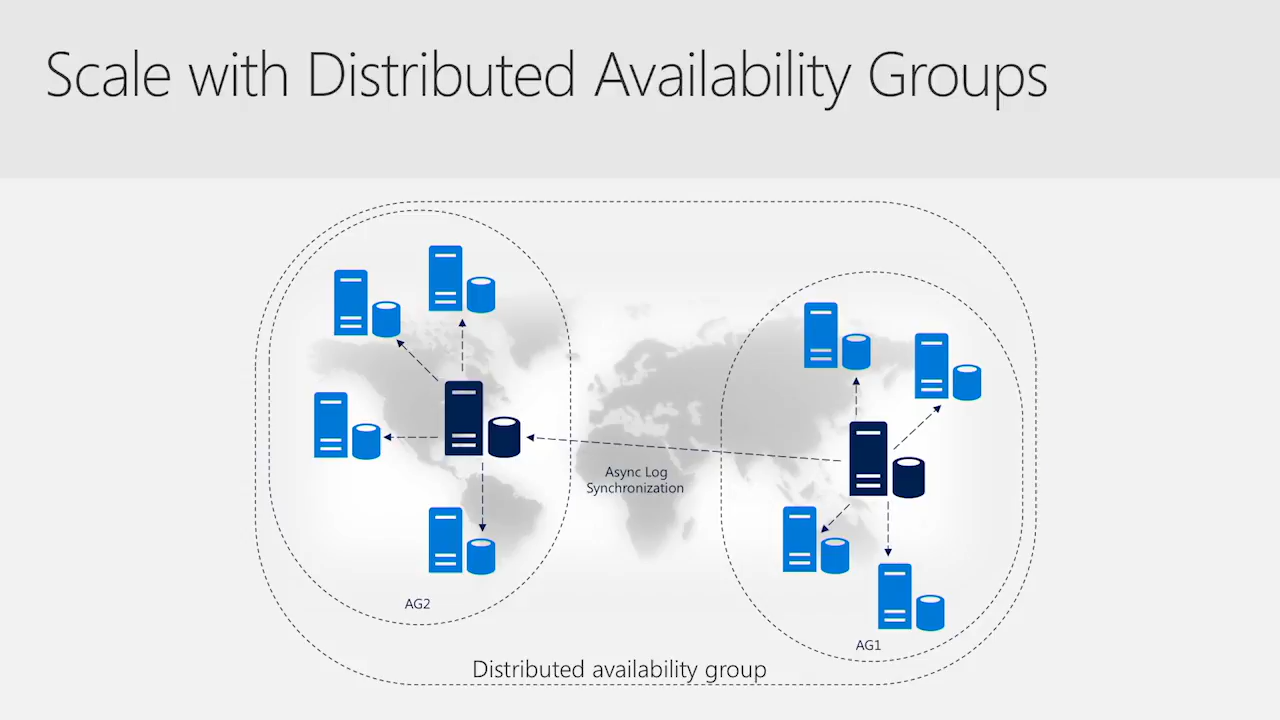 Scale with Distributed Availability Groups
Async Log
Synchronization
AG2
AG1
Distributed availability group